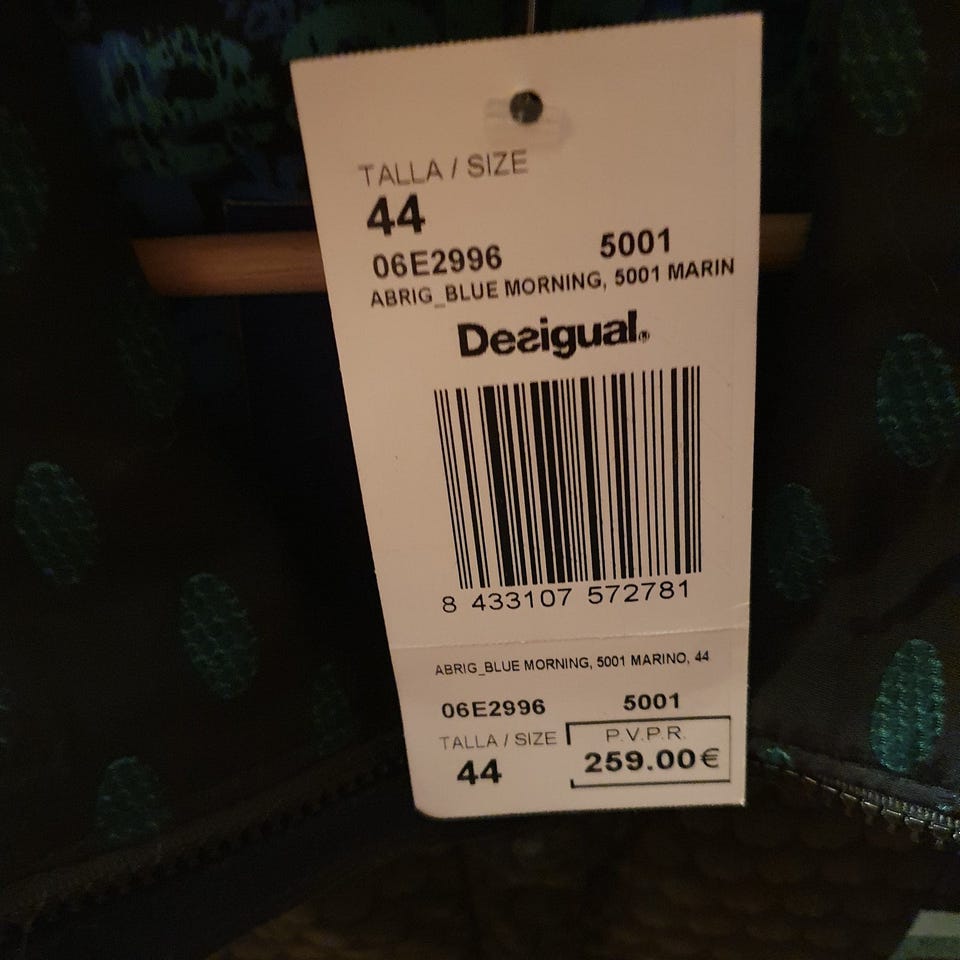 TALLA / SIZE
44
06E2996 5001
ABRIG_BLUE MORNING, 5001 MARIN
Desigual.
8 433107 572781
ABRIG_BLUE MORNING, 5001 MARINO, 44
06E2996 5001
TALLA / SIZE P.V.P.R.
44 259.00€